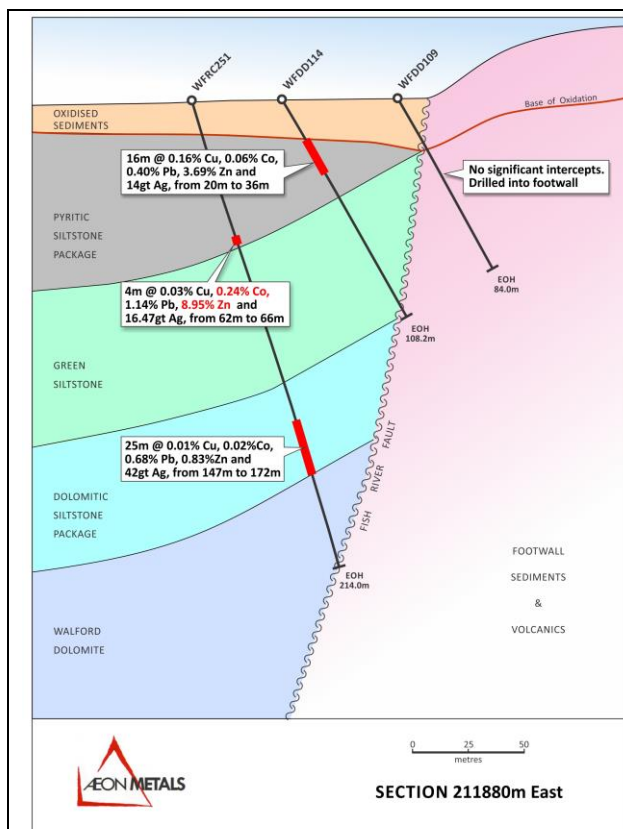 WFRC251
WFDD114
WFDD109
OXIDISED
SEDIMENTS
Base of Oxidation
16m @ 0.16% Cu, 0.06% Co,
0.40% Pb, 3.69% Zn and
14gt Ag, from 20m to 36m
No significant intercepts.
Drilled into footwall
PYRITIC
SILTSTONE
PACKAGE
EOH
84.0m
4m @ 0.03% Cu, 0.24% Co,
1.14% Pb, 8.95% Zn and
16.47gt Ag, from 62m to 66m
EOH
108.2m
GREEN
SILTSTONE
25m @ 0.01% Cu, 0.02%Co,
0.68% Pb, 0.83%Zn and
42gt Ag, from 147m to 172m
FISH RIVER FAULT
DOLOMITIC
SILTSTONE
PACKAGE
FOOTWALL
SEDIMENTS
&
VOLCANICS
EOH
214.0m
WALFORD
DOLOMITE
0 25 50
metres
ÆON METALS
SECTION 211880m East